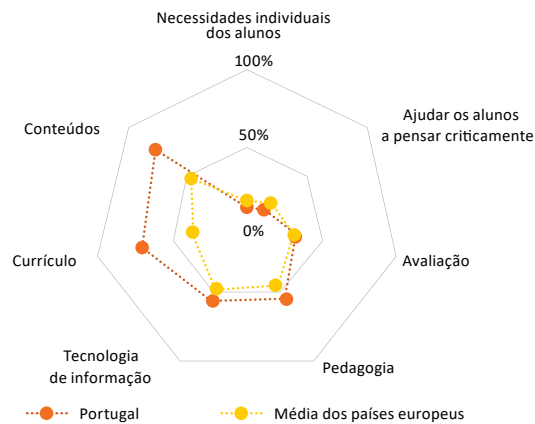 Necessidades individuais
dos alunos
100%
Ajudar os alunos
a pensar criticamente
Conteúdos
50%
0%
Currículo
Avaliação
Tecnologia
de informação
Pedagogia
Portugal
Média dos países europeus